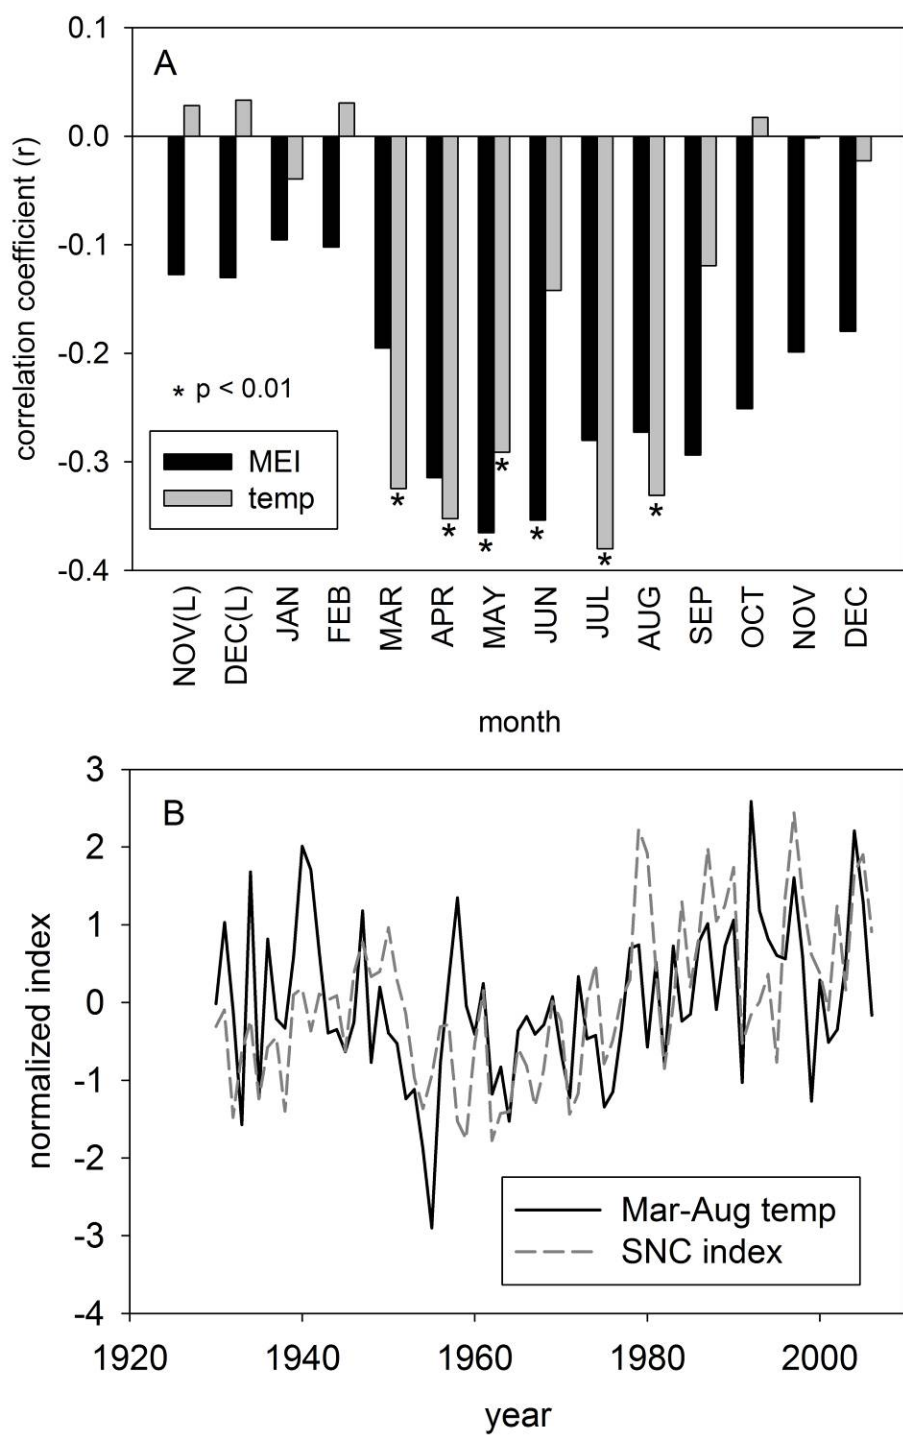 A
0.1
0.0
-0.1
-0.2
-0.3
-0.4
correlation coefficient (r)
* p < 0.01
MEI
temp
* * * * * * *
NOV(L) DEC(L) JAN FEB MAR APR MAY JUN JUL AUG SEP OCT NOV DEC
month
B
3
2
1
0
-1
-2
-3
-4
normalized index
Mar-Aug temp
SNC index
1920 1940 1960 1980 2000
year